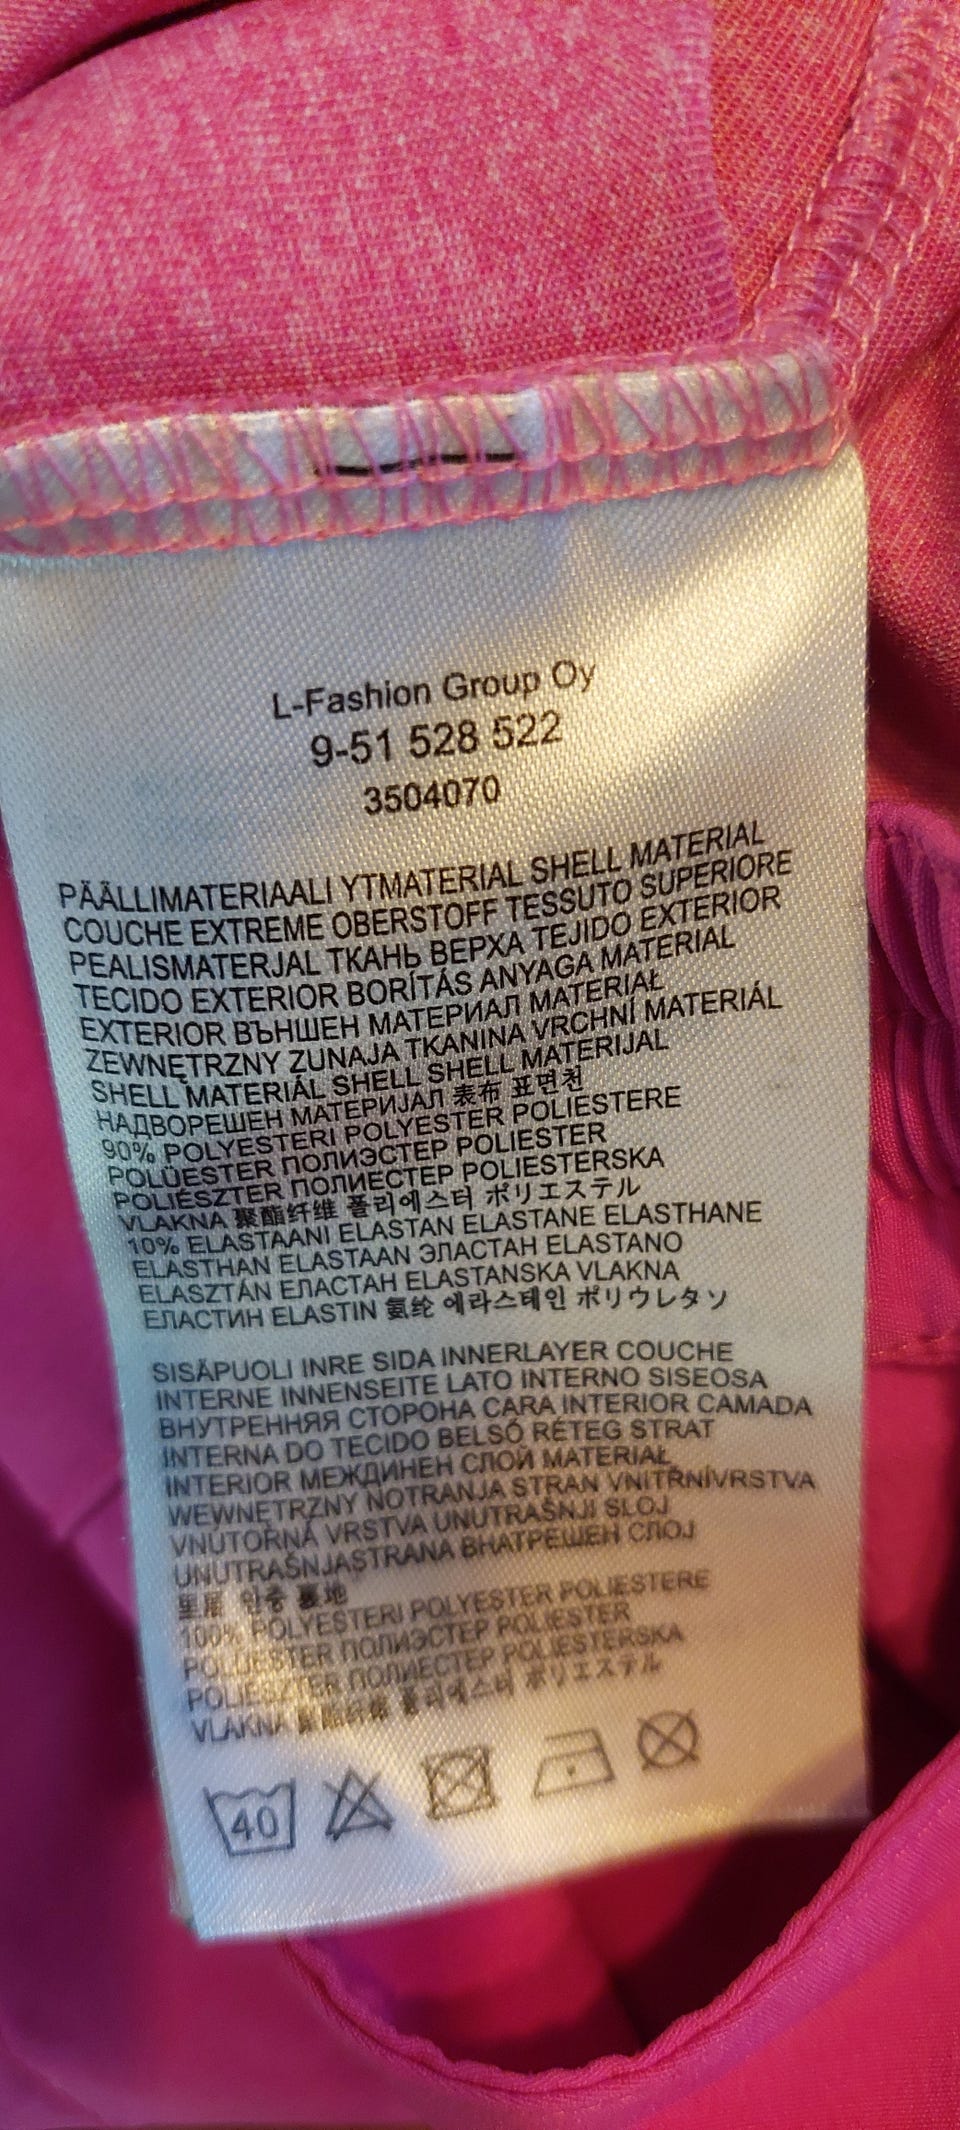 L-Fashion Group Oy
9-51 528 522
3504070
PÄÄLLIMATERIAALI YTMATERIAL SHELL MATERIAL
COUCHE EXTREME OBERSTOFF TESSUTO SUPERIORE
PEALISMATERJAL ТКАНЬ ВЕРХА TEJIDO EXTERIOR
TECIDO EXTERIOR BORÍTÁS ANYAGA MATERIAL
EXTERIOR ВЪНШЕН МАТЕРИАЛ MATERIAŁ
ZEWNĘTRZNY ZUNAJA TKANINA VRCHNÍ MATERIÁL
SHELL MATERIÁL SHELL SHELL MATERIJAL
НАДВОРЕШЕН МАТЕРИЈАЛ 表布 표면천
90% POLYESTERI POLYESTER POLIESTERE
POLÜESTER ПОЛИЭСТЕР POLIESTER
POLIÉSZTER ПОЛИЕСТЕР POLIESTERSKA
VLAKNA 聚酯纤维 폴리에스터 ポリエステル
10% ELASTAANI ELASTAN ELASTANE ELASTHANE
ELASTHAN ELASTAAN ЭЛАСТАН ELASTANO
ELASZTÁN ЕЛАСТАН ELASTANSKA VLAKNA
ЕЛАСТИН ELASTIN 氨纶 에라스테인 ポリウレタソ
SISÄPUOLI INRE SIDA INNERLAYER COUCHE
INTERNE INNENSEITE LATO INTERNO SISEOSA
ВНУТРЕННЯЯ СТОРОНА CARA INTERIOR CAMADA
INTERNA DO TECIDO BELSÓ RÉTEG STRAT
INTERIOR МЕЖДИНЕН СЛОЙ MATERIAŁ
WEWNĘTRZNY NOTRANJA STRAN VNITŘNÍVRSTVA
VNÚTORNÁ VRSTVA UNUTRAŠNJI SLOJ
UNUTRAŠNJASTRANA ВНАТРЕШЕН СЛОЈ
里层 안충 裏地
100% POLYESTERI POLYESTER POLIESTERE
POLÜESTER ПОЛИЭСТЕР POLIESTER
POLIÉSZTER ПОЛИЕСТЕР POLIESTERSKA
VLAKNA 聚酯纤维 폴리에스터 ポリエステル
40